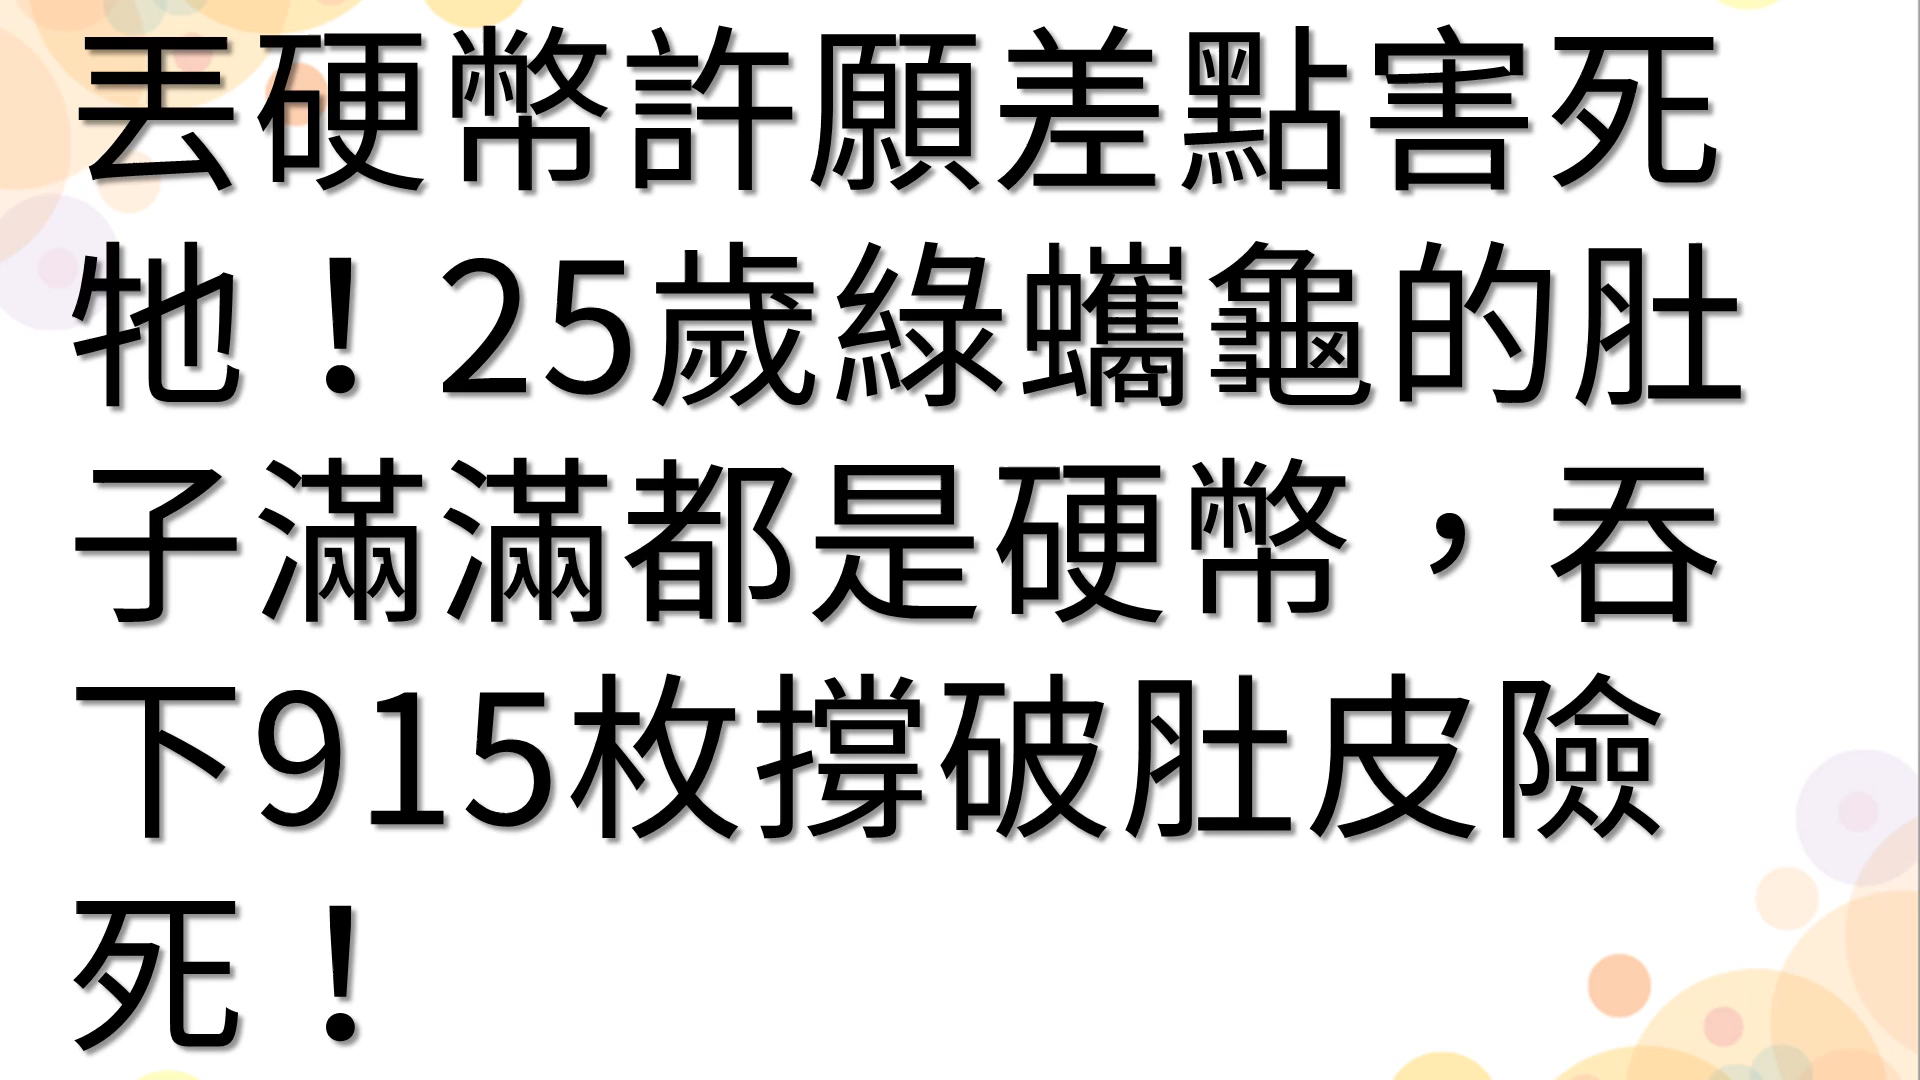 丟硬幣許願差點害死
牠！25歲綠蠵龜的肚
子滿滿都是硬幣，吞
下915枚撐破肚皮險
死！